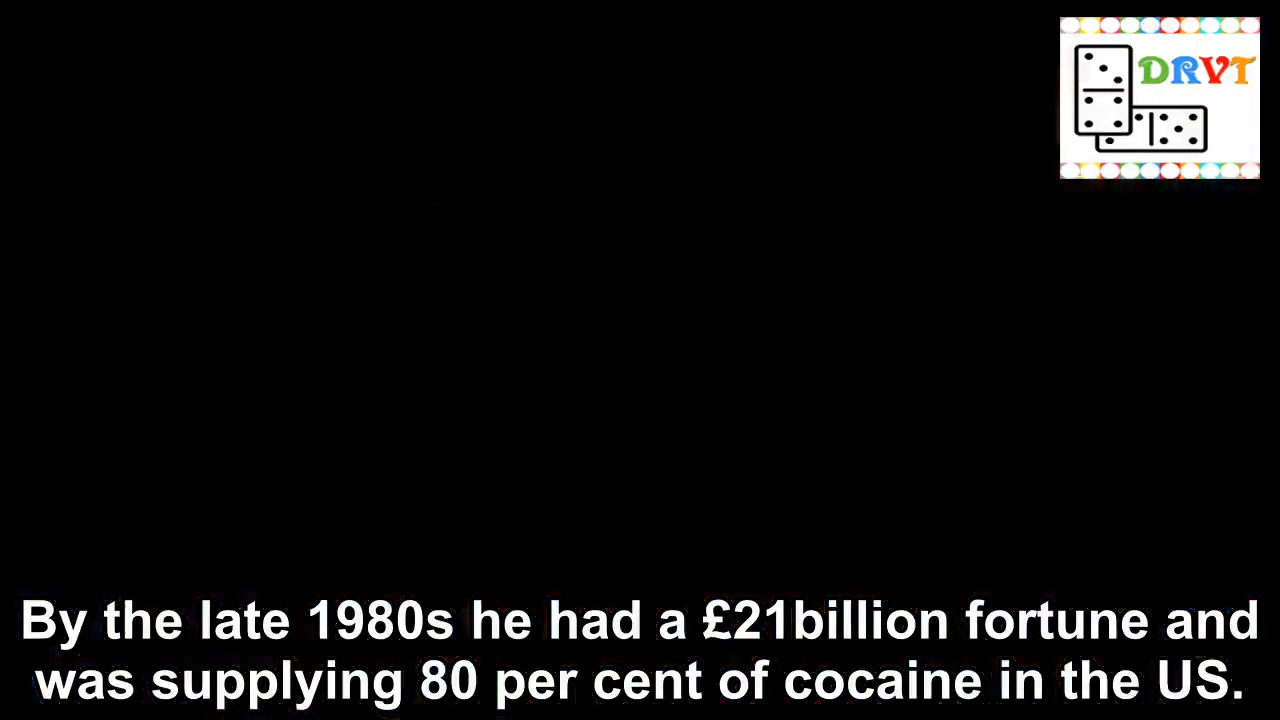 DRVT
By the late 1980s he had a £21billion fortune and
was supplying 80 per cent of cocaine in the US.